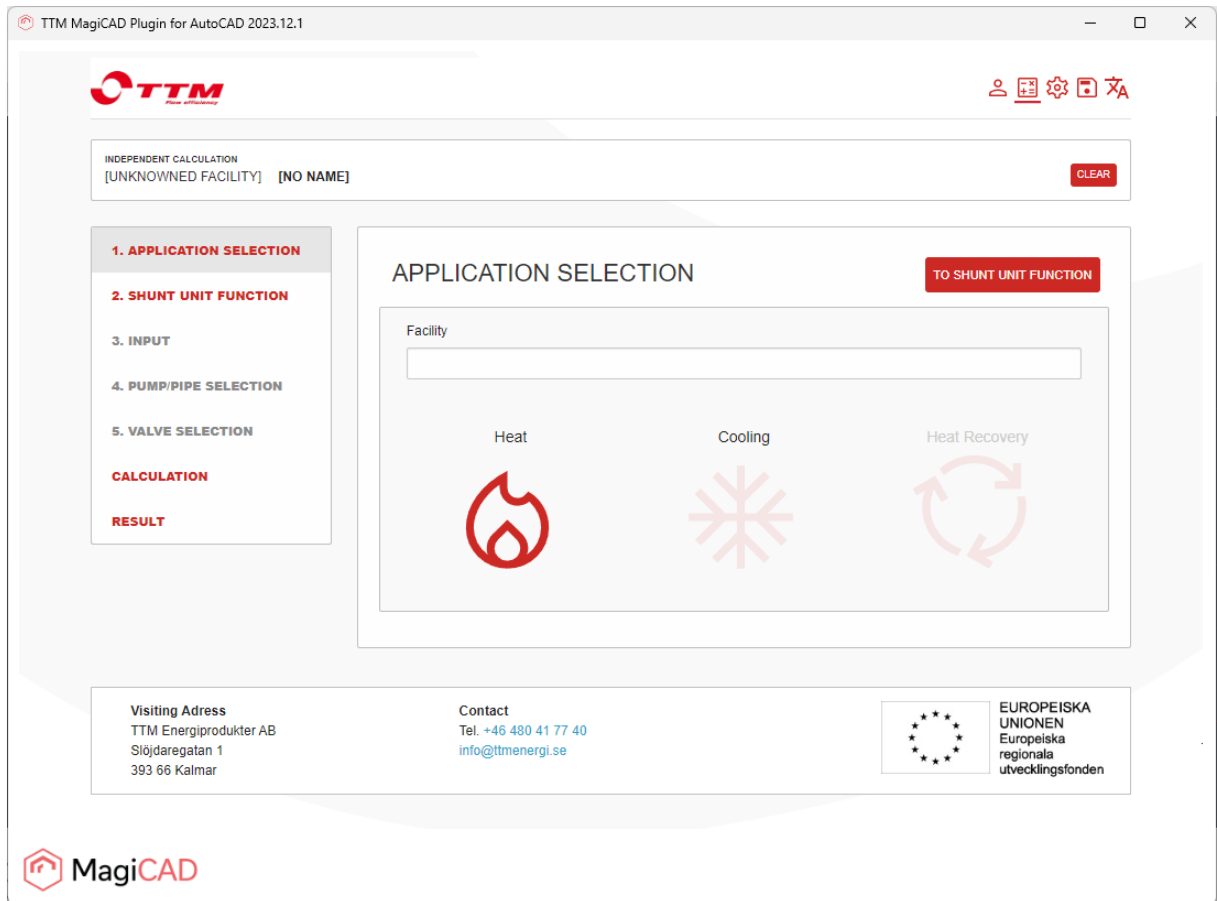 TTM MagiCAD Plugin for AutoCAD 2023.12.1
TTM
Flow efficiency
INDEPENDENT CALCULATION
[UNKNOWNED FACILITY] [NO NAME]
CLEAR
1. APPLICATION SELECTION
2. SHUNT UNIT FUNCTION
3. INPUT
4. PUMP/PIPE SELECTION
5. VALVE SELECTION
CALCULATION
RESULT
APPLICATION SELECTION
TO SHUNT UNIT FUNCTION
Facility
Heat
Cooling
Heat Recovery
Visiting Adress
TTM Energiprodukter AB
Slöjdaregatan 1
393 66 Kalmar
Contact
Tel. +46 480 41 77 40
info@ttmenergi.se
EUROPEISKA
UNIONEN
Europeiska
regionala
utvecklingsfonden
MagiCAD